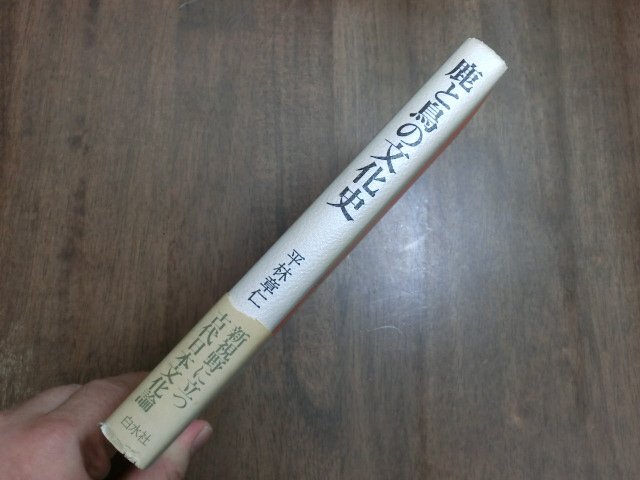 鹿と鳥の文化史
平林章仁
新視野に立つ
古代日本文化論
白水社